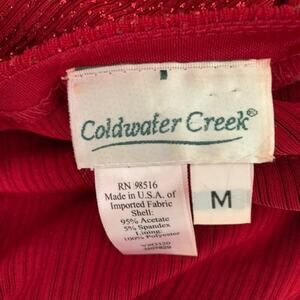 Coldwater Creek®
RN 98516
Made in U.S.A. of
Imported Fabric
Shell:
95% Acetate
5% Spandex
Lining:
100% Polyester
M